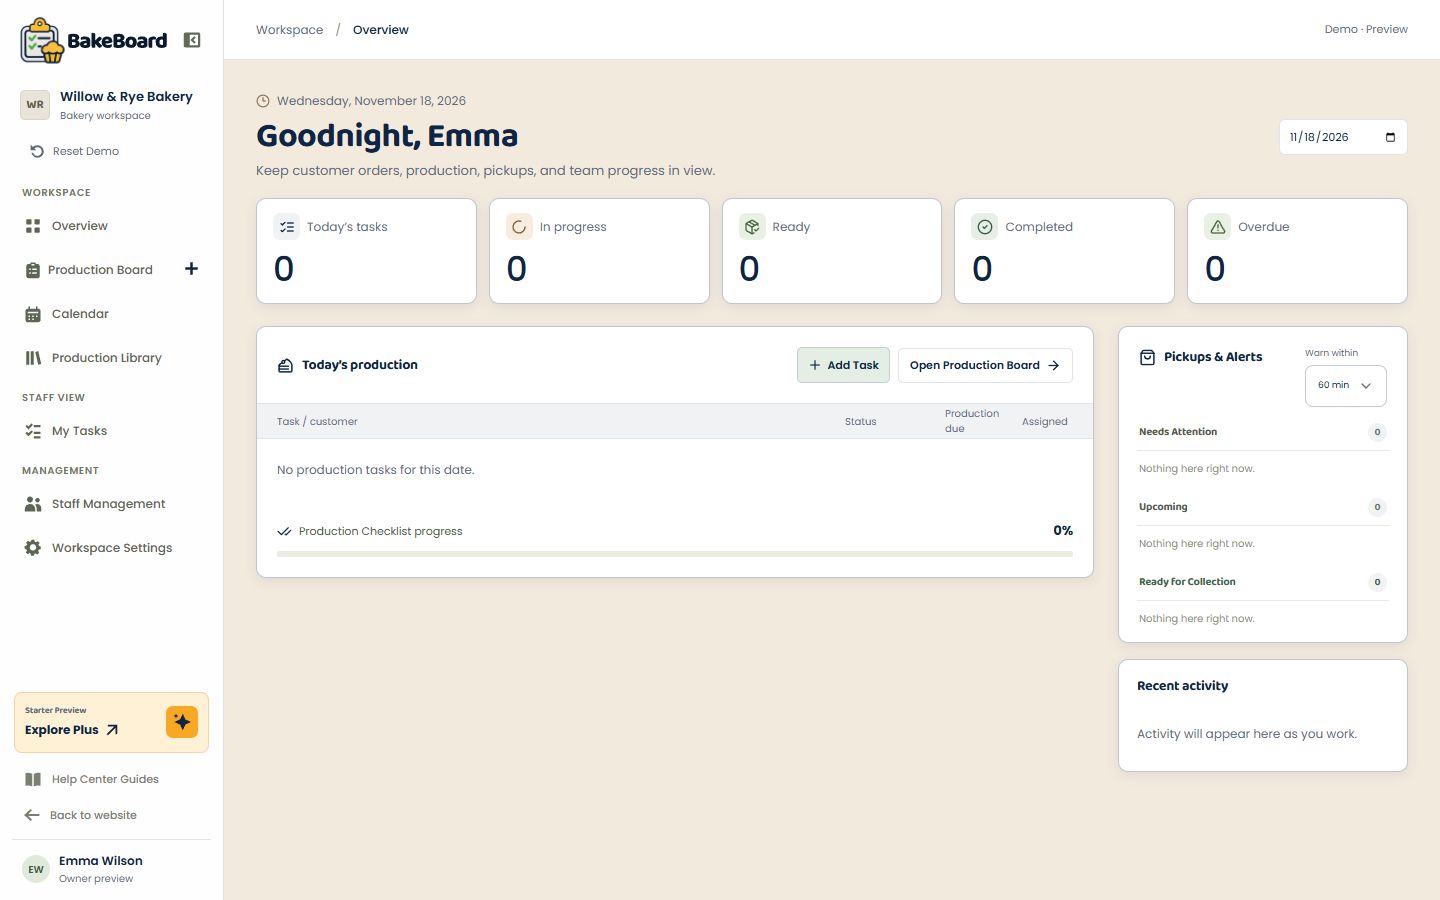 BakeBoard
WR
Willow & Rye Bakery
Bakery workspace
Reset Demo
WORKSPACE
Overview
Production Board
Calendar
Production Library
STAFF VIEW
My Tasks
MANAGEMENT
Staff Management
Workspace Settings
Starter Preview
Explore Plus
Help Center Guides
Back to website
EW
Emma Wilson
Owner preview
Workspace / Overview
Demo · Preview
Wednesday, November 18, 2026
Goodnight, Emma
Keep customer orders, production, pickups, and team progress in view.
11/18/2026
Today's tasks
0
In progress
0
Ready
0
Completed
0
Overdue
0
Today's production
Add Task
Open Production Board
Task / customer
Status
Production
due
Assigned
No production tasks for this date.
Production Checklist progress
0%
Pickups & Alerts
Warn within
60 min
Needs Attention
0
Nothing here right now.
Upcoming
0
Nothing here right now.
Ready for Collection
0
Nothing here right now.
Recent activity
Activity will appear here as you work.